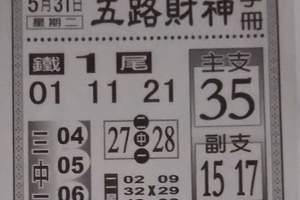 5月31日
星期二
五路財神
手冊
鐵1尾
01 11 21
主支
35
三中一
04
05
06
二中一
27 28
副支
15 17
02 09
32 X 29